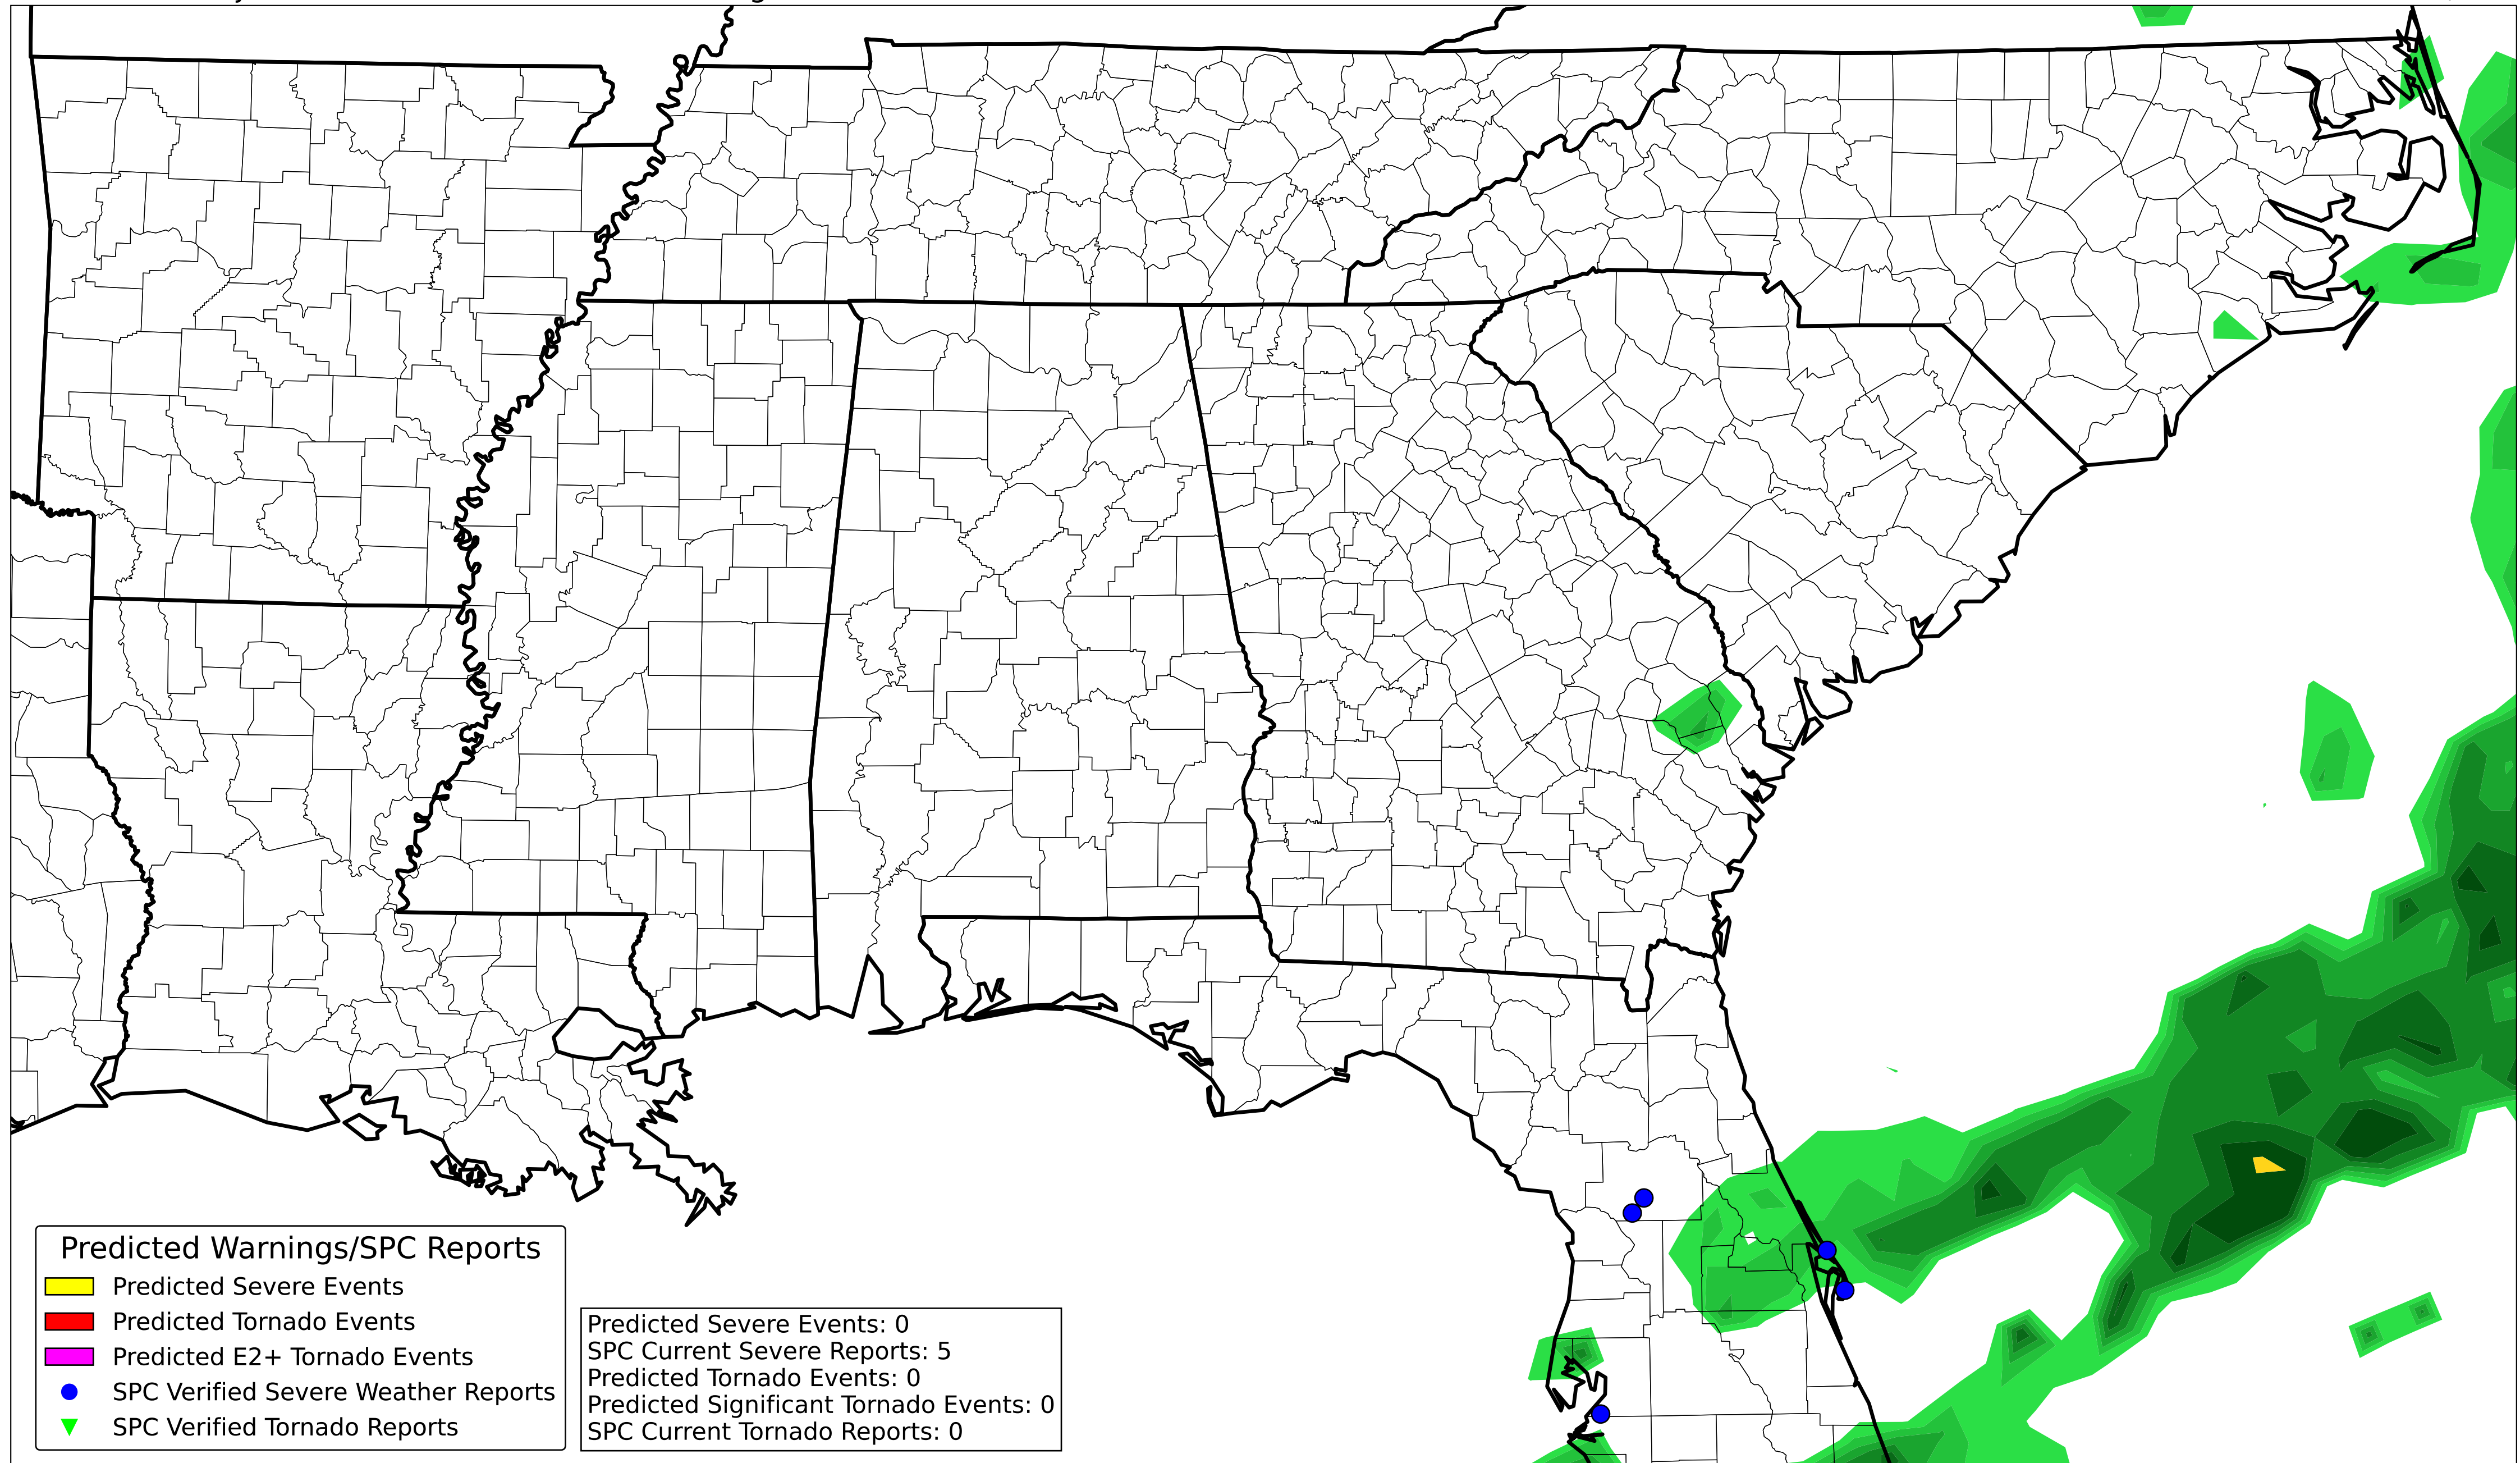 Predicted Warnings/SPC Reports
Predicted Severe Events
Predicted Tornado Events
Predicted E2+ Tornado Events
SPC Verified Severe Weather Reports
SPC Verified Tornado Reports
Predicted Severe Events: 0
SPC Current Severe Reports: 5
Predicted Tornado Events: 0
Predicted Significant Tornado Events: 0
SPC Current Tornado Reports: 0